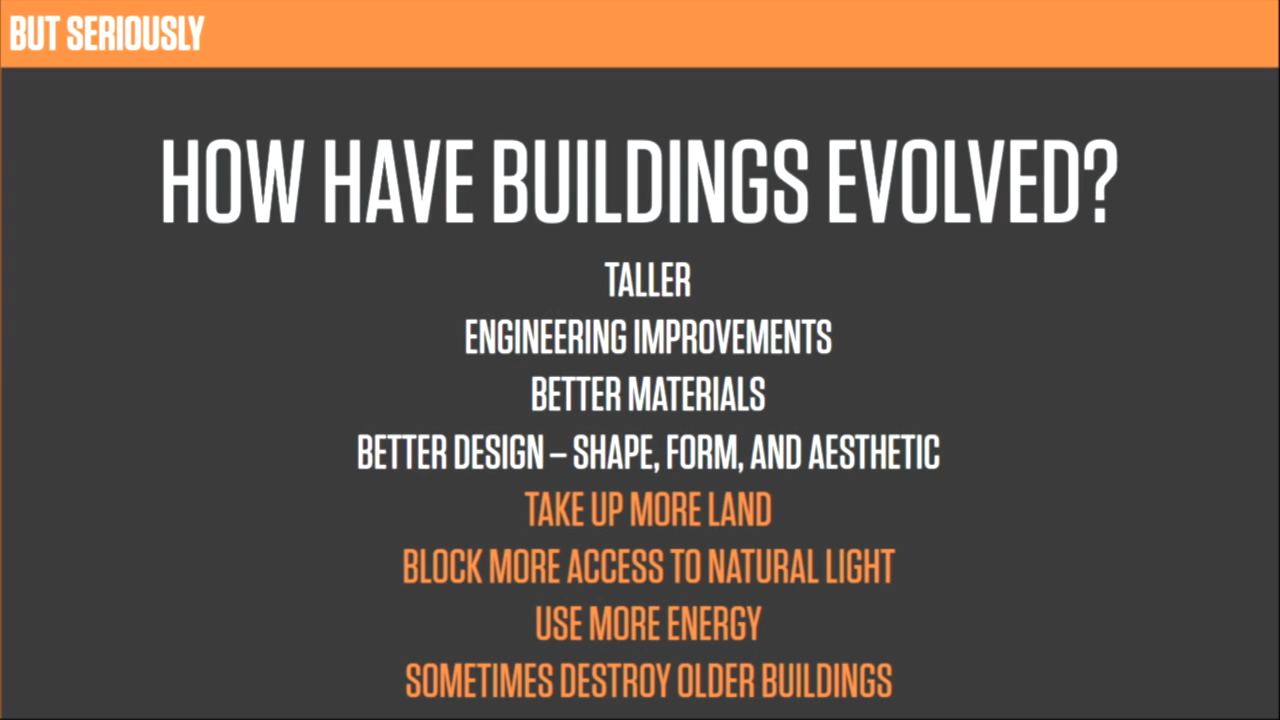 BUT SERIOUSLY
HOW HAVE BUILDINGS EVOLVED?
TALLER
ENGINEERING IMPROVEMENTS
BETTER MATERIALS
BETTER DESIGN – SHAPE, FORM, AND AESTHETIC
TAKE UP MORE LAND
BLOCK MORE ACCESS TO NATURAL LIGHT
USE MORE ENERGY
SOMETIMES DESTROY OLDER BUILDINGS